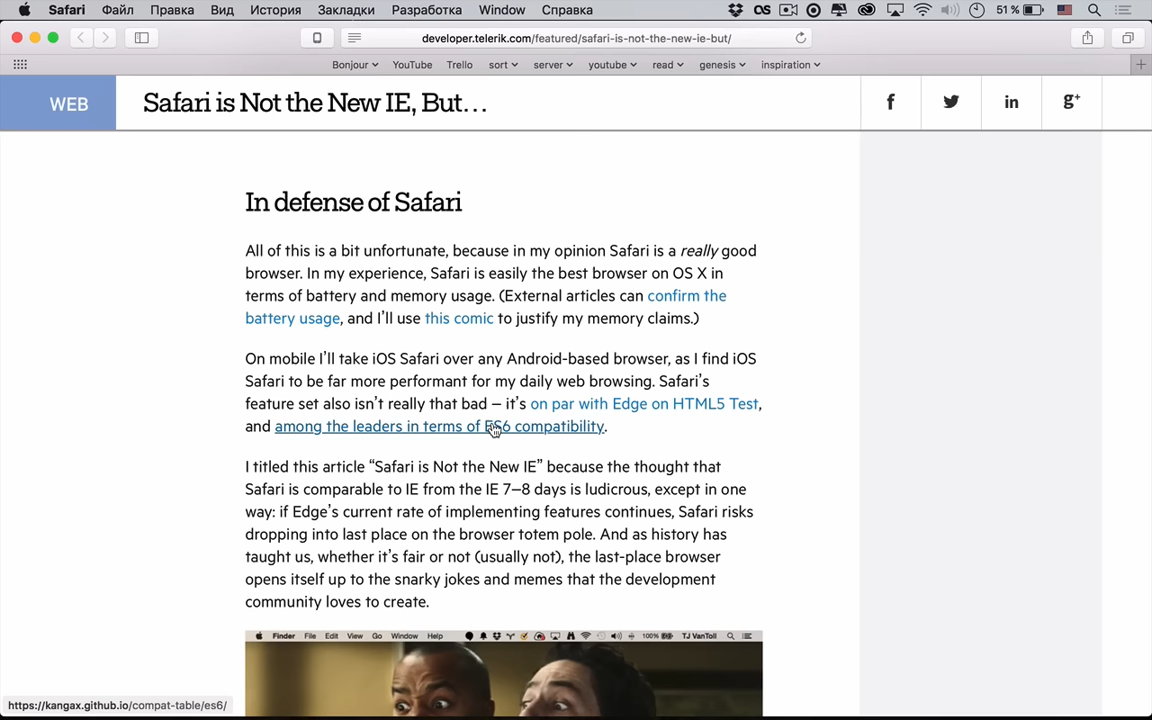 Safari Файл Правка Вид История Закладки Разработка Window Справка OS 51 %
developer.telerik.com/featured/safari-is-not-the-new-ie-but/
Bonjour YouTube Trello sort server youtube read genesis inspiration
WEB Safari is Not the New IE, But… f in g+
In defense of Safari
All of this is a bit unfortunate, because in my opinion Safari is a really good
browser. In my experience, Safari is easily the best browser on OS X in
terms of battery and memory usage. (External articles can confirm the
battery usage, and I’ll use this comic to justify my memory claims.)
On mobile I’ll take iOS Safari over any Android-based browser, as I find iOS
Safari to be far more performant for my daily web browsing. Safari’s
feature set also isn’t really that bad – it’s on par with Edge on HTML5 Test,
and among the leaders in terms of ES6 compatibility.
I titled this article “Safari is Not the New IE” because the thought that
Safari is comparable to IE from the IE 7–8 days is ludicrous, except in one
way: if Edge’s current rate of implementing features continues, Safari risks
dropping into last place on the browser totem pole. And as history has
taught us, whether it’s fair or not (usually not), the last-place browser
opens itself up to the snarky jokes and memes that the development
community loves to create.
Finder File Edit View Go Window Help 100% TJ VanToll
https://kangax.github.io/compat-table/es6/